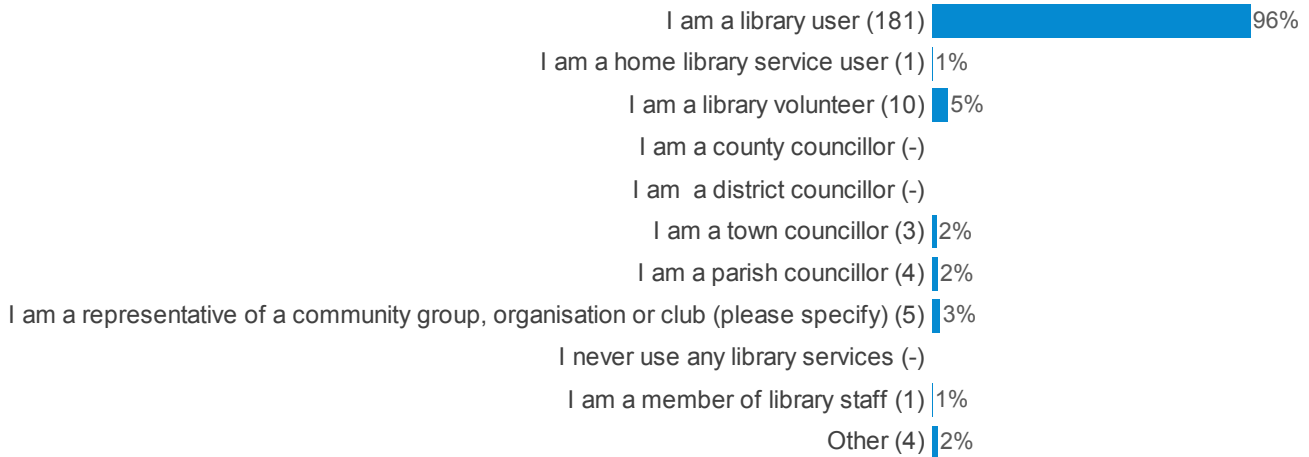 I am a library user (181) 96%
I am a home library service user (1) 1%
I am a library volunteer (10) 5%
I am a county councillor (-)
I am  a district councillor (-)
I am a town councillor (3) 2%
I am a parish councillor (4) 2%
I am a representative of a community group, organisation or club (please specify) (5) 3%
I never use any library services (-)
I am a member of library staff (1) 1%
Other (4) 2%